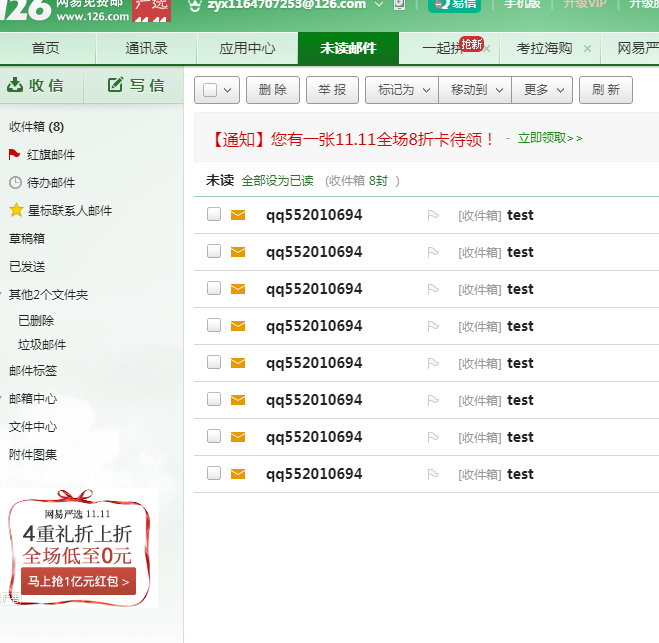 126 网易免费邮 严选 zyx1164707253@126.com 易信 手机版 升级VIP
www.126.com 11.11
首页 通讯录 应用中心 未读邮件 一起拼 抢新 考拉海购 网易严
收 信 写 信
删 除 举 报 标记为 移动到 更多 刷 新
收件箱 (8)
红旗邮件
待办邮件
星标联系人邮件
草稿箱
已发送
其他2个文件夹
已删除
垃圾邮件
邮件标签
邮箱中心
文件中心
附件图集
网易严选 11.11
4重礼折上折
全场低至0元
马上抢1亿元红包 >
广告
【通知】您有一张11.11全场8折卡待领！ - 立即领取>>
未读 全部设为已读 (收件箱 8封 )
qq552010694 [收件箱] test
qq552010694 [收件箱] test
qq552010694 [收件箱] test
qq552010694 [收件箱] test
qq552010694 [收件箱] test
qq552010694 [收件箱] test
qq552010694 [收件箱] test
qq552010694 [收件箱] test